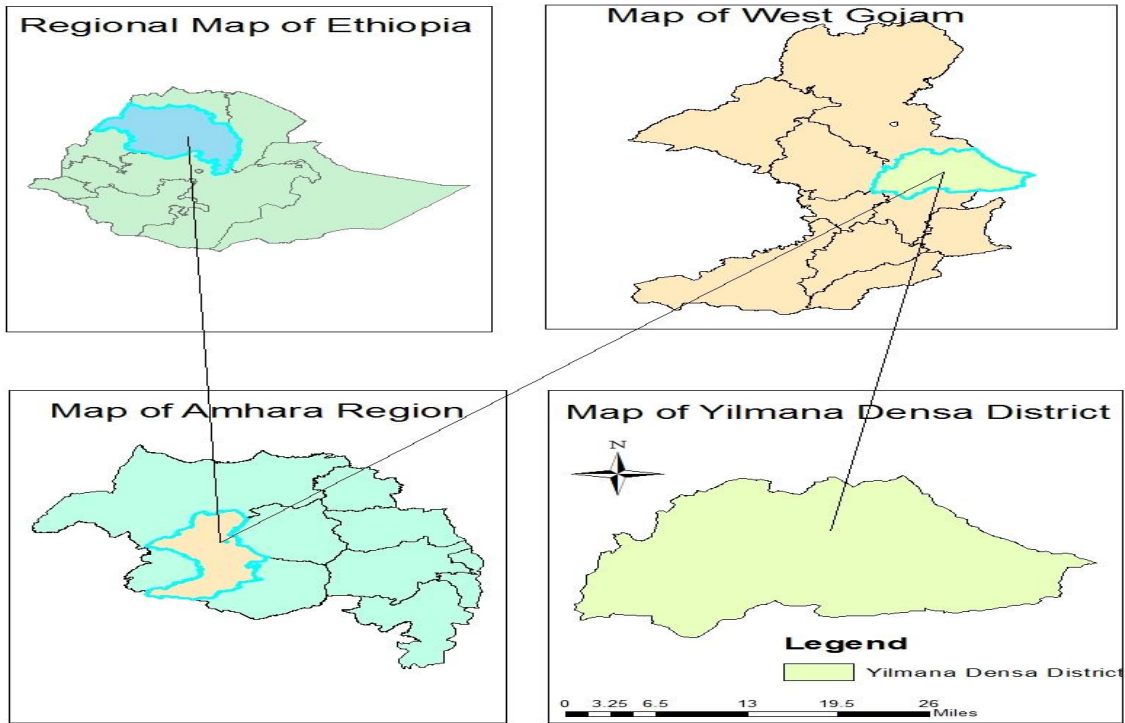 Regional Map of Ethiopia
Map of West Gojam
Map of Amhara Region
Map of Yilmana Densa District
N
Legend
Yilmana Densa District
0 3.25 6.5 13 19.5 26
Miles